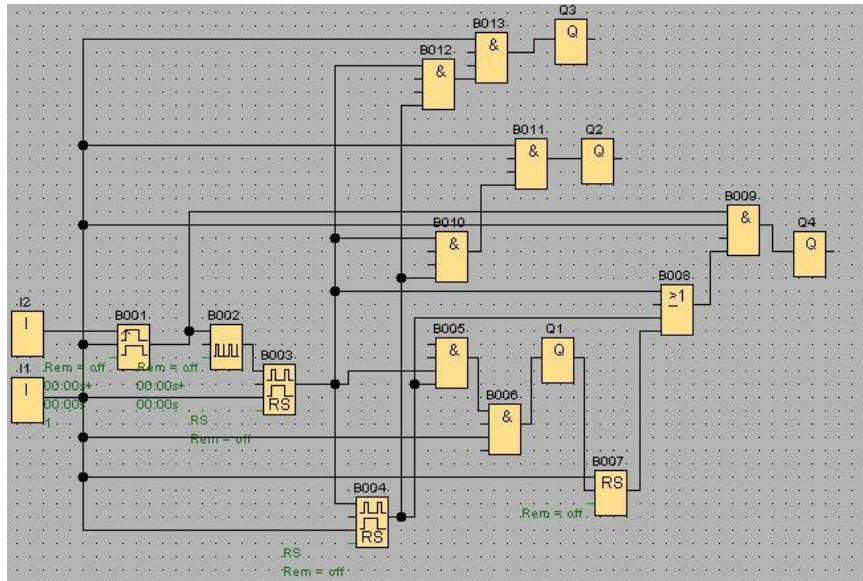 Q3
B013
&
Q
B012
&
B011
&
Q2
Q
B009
&
Q4
Q
B010
&
B008
>1
I2
I
B001
B002
B005
&
Q1
Q
I1
I
Rem = off
00:00s+
00:00s
1
Rem = off
00:00s+
00:00s
B003
RS
RS
Rem = off
B006
&
B007
RS
Rem = off
B004
RS
RS
Rem = off